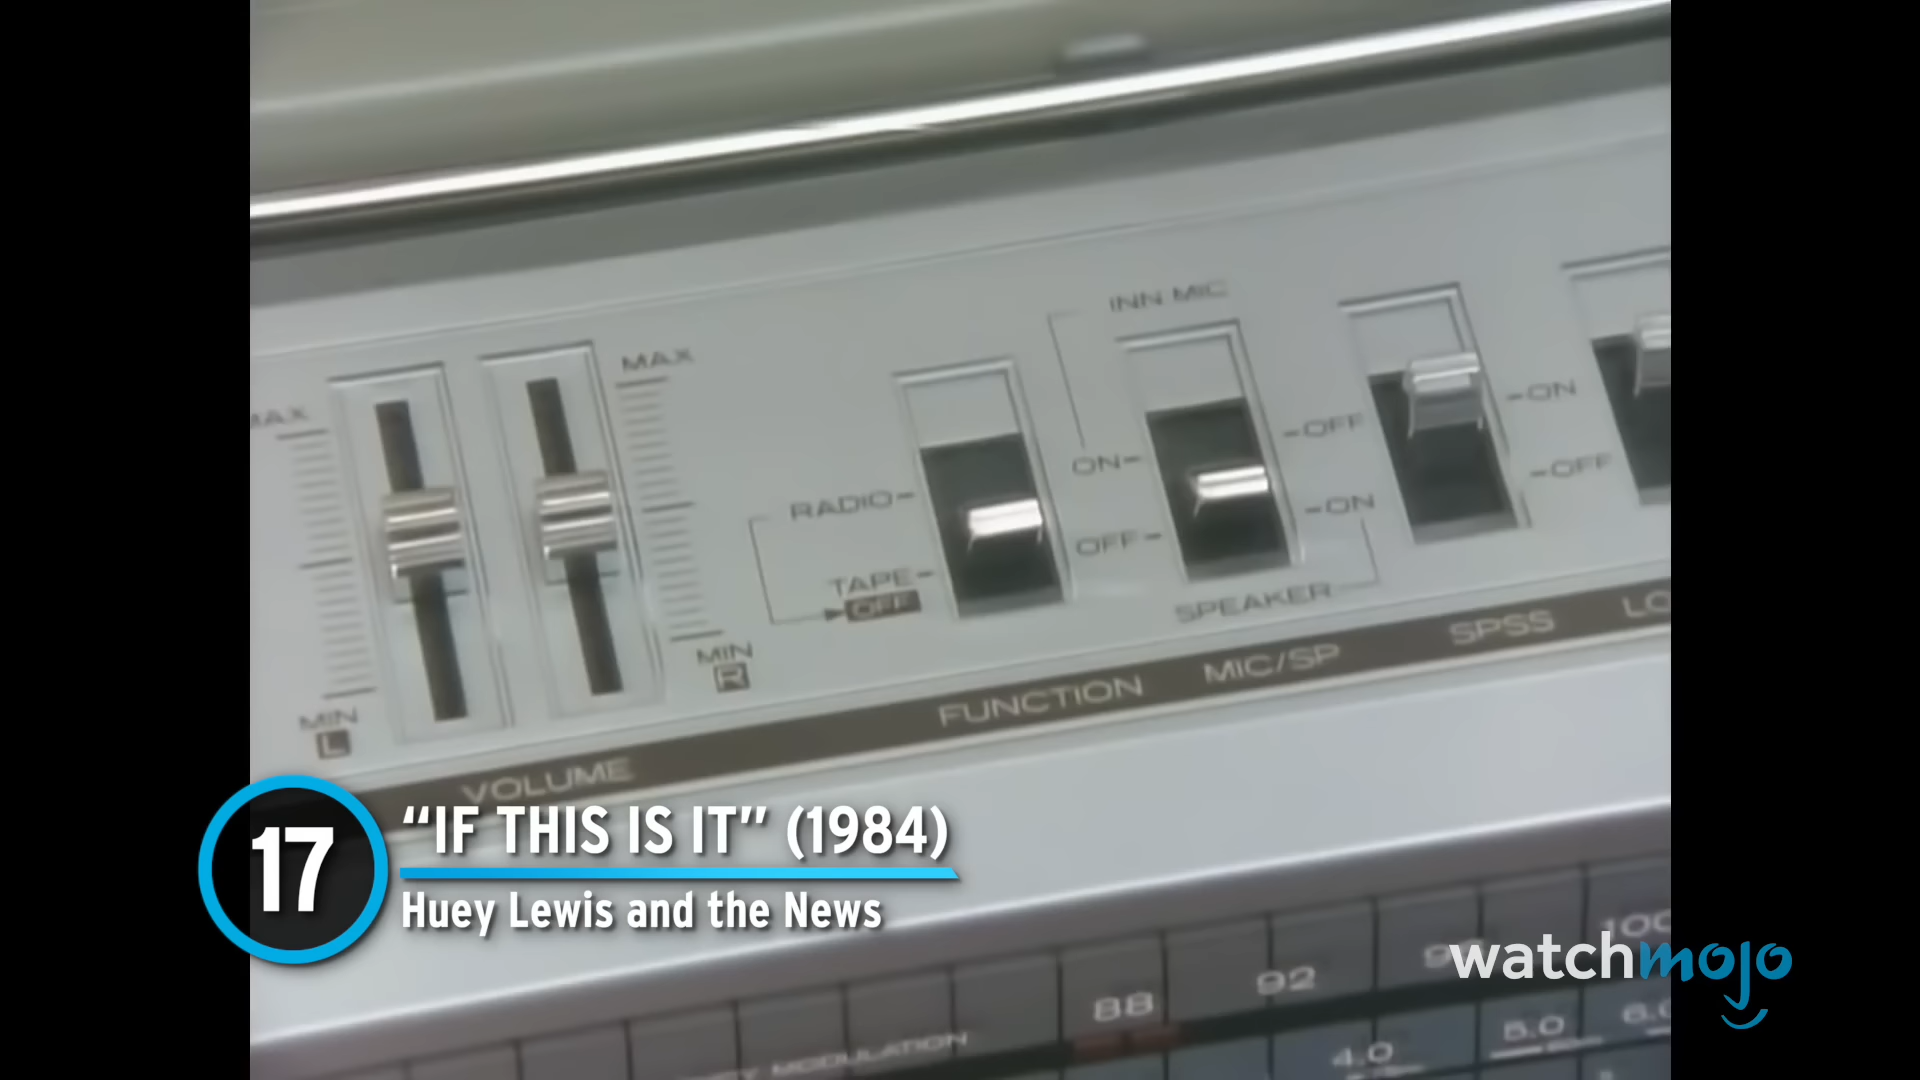 INN MIC
MAX
MAX
ON
OFF
ON
OFF
RADIO
ON
OFF
TAPE
OFF
SPEAKER
MIN
R
MIN
L
SPSS
MIC/SP
FUNCTION
VOLUME
17
“IF THIS IS IT” (1984)
Huey Lewis and the News
watchmojo
100
92
88
5.0
4.0
MODULATION